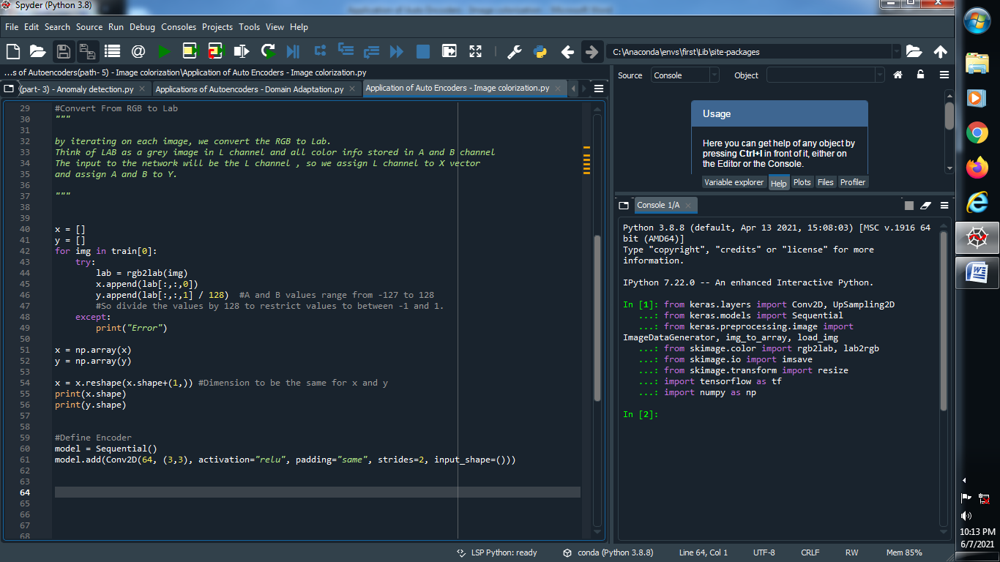 Spyder (Python 3.8)
File Edit Search Source Run Debug Consoles Projects Tools View Help
C:\Anaconda\envs\first\Lib\site-packages
...s of Autoencoders(path- 5) - Image colorization\Application of Auto Encoders - Image colorization.py
(part- 3) - Anomaly detection.py
Applications of Autoencoders - Domain Adaptation.py
Application of Auto Encoders - Image colorization.py
29 #Convert From RGB to Lab
30 """
31
32 by iterating on each image, we convert the RGB to Lab.
33 Think of LAB as a grey image in L channel and all color info stored in A and B channel
34 The input to the network will be the L channel , so we assign L channel to X vector
35 and assign A and B to Y.
36
37 """
38
39
40 x = []
41 y = []
42 for img in train[0]:
43     try:
44         lab = rgb2lab(img)
45         x.append(lab[:,:,0])
46         y.append(lab[:,:,1] / 128)  #A and B values range from -127 to 128
47         #So divide the values by 128 to restrict values to between -1 and 1.
48     except:
49         print("Error")
50
51 x = np.array(x)
52 y = np.array(y)
53
54 x = x.reshape(x.shape+(1,)) #Dimension to be the same for x and y
55 print(x.shape)
56 print(y.shape)
57
58
59 #Define Encoder
60 model = Sequential()
61 model.add(Conv2D(64, (3,3), activation="relu", padding="same", strides=2, input_shape=()))
62
63
64
65
66
67
68
Source Console Object
Usage
Here you can get help of any object by
pressing Ctrl+I in front of it, either on
the Editor or the Console.
Variable explorer Help Plots Files Profiler
Console 1/A
Python 3.8.8 (default, Apr 13 2021, 15:08:03) [MSC v.1916 64
bit (AMD64)]
Type "copyright", "credits" or "license" for more
information.
IPython 7.22.0 -- An enhanced Interactive Python.
In [1]: from keras.layers import Conv2D, UpSampling2D
   ...: from keras.models import Sequential
   ...: from keras.preprocessing.image import
ImageDataGenerator, img_to_array, load_img
   ...: from skimage.color import rgb2lab, lab2rgb
   ...: from skimage.io import imsave
   ...: from skimage.transform import resize
   ...: import tensorflow as tf
   ...: import numpy as np
In [2]:
LSP Python: ready conda (Python 3.8.8) Line 64, Col 1 UTF-8 CRLF RW Mem 85%
10:13 PM
6/7/2021